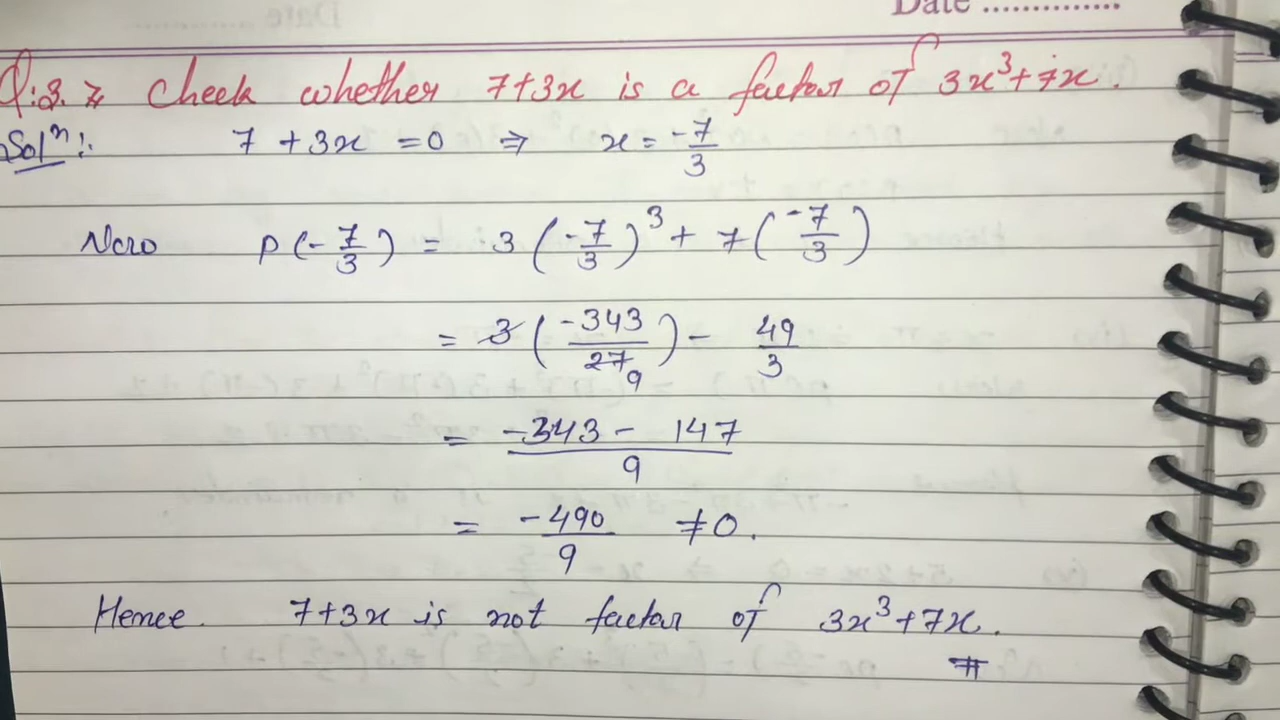 Date ..............
Q.3. 7 Check whether 7+3x is a factor of 3x³+7x.
Solⁿ:. 7 + 3x = 0 ⇒ x = -7/3
Now P(-7/3) = 3(-7/3)³ + 7(-7/3)
= 3(-343/27 9) - 49/3
= (-343 - 147)/9
= -490/9 ≠ 0.
Hence. 7+3x is not factor of 3x³+7x.